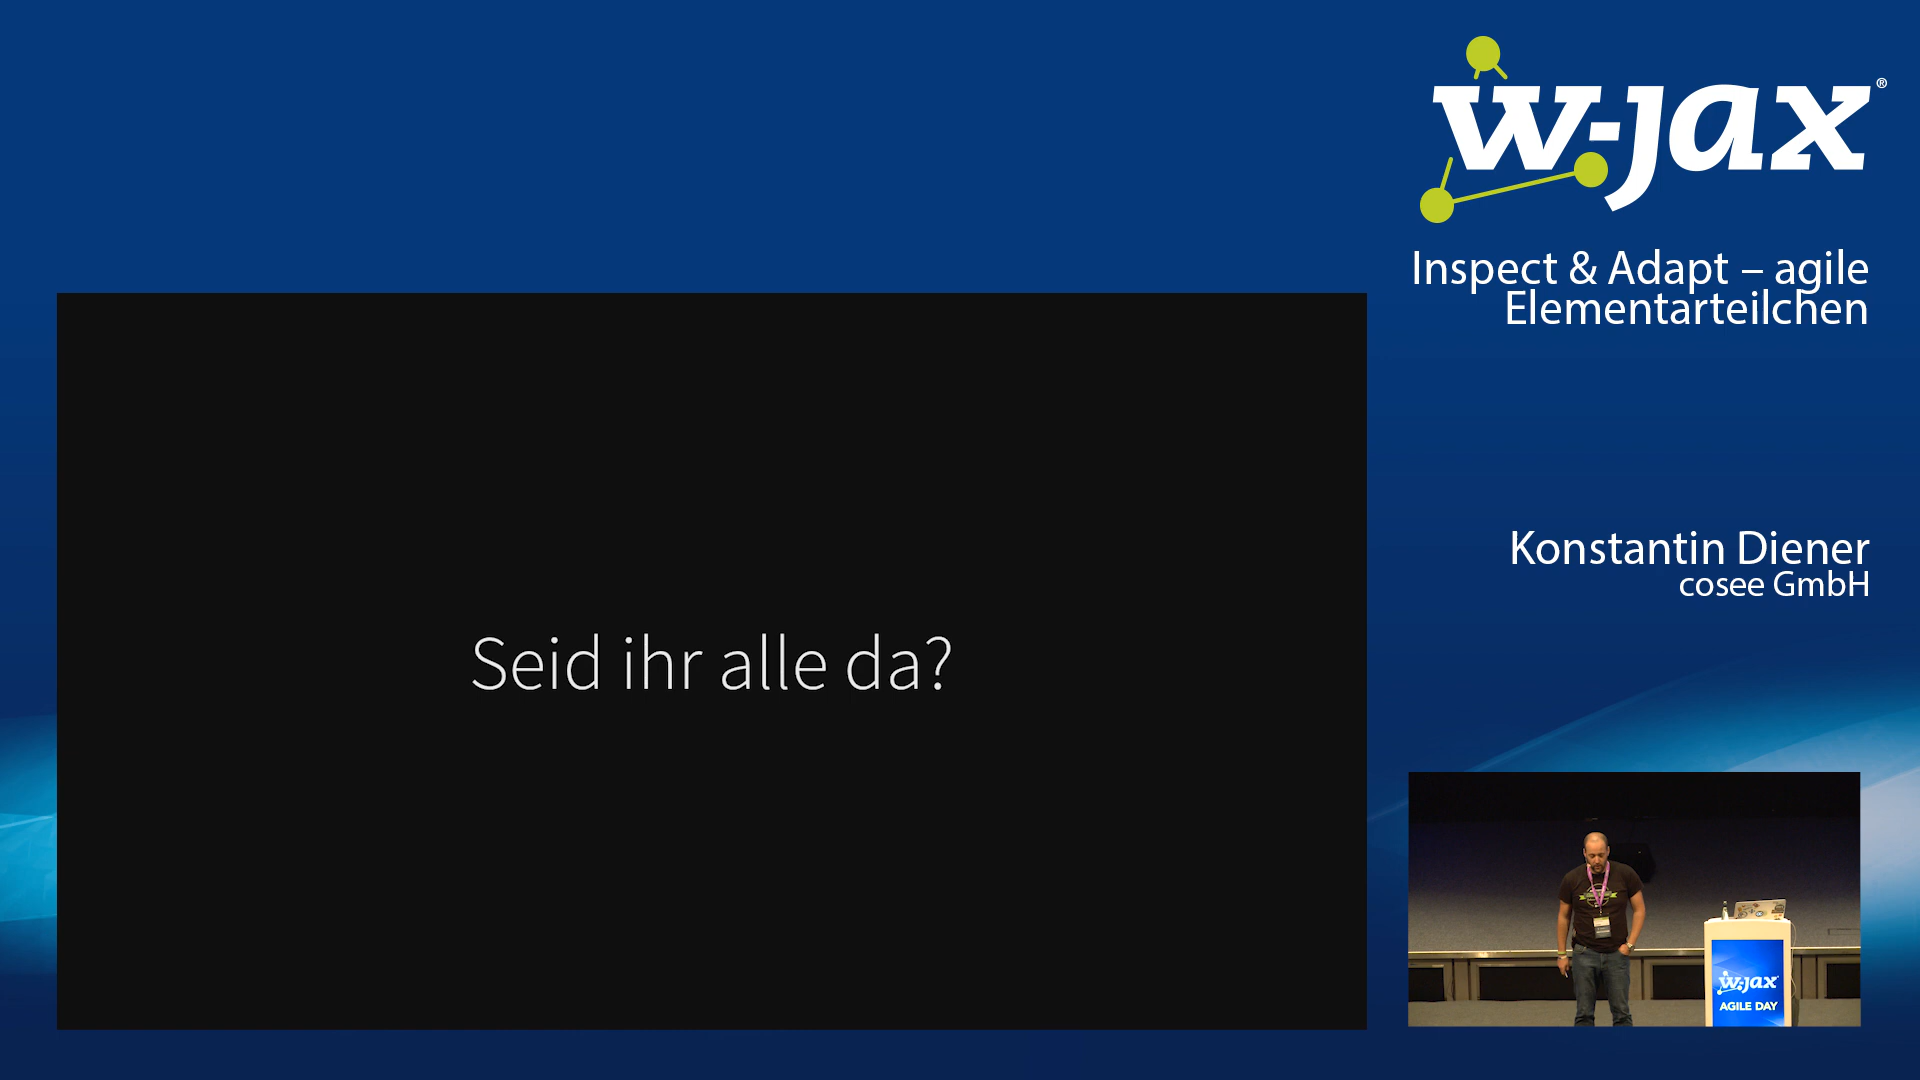 w-jax®
Inspect & Adapt – agile
Elementarteilchen
Seid ihr alle da?
Konstantin Diener
cosee GmbH
w-jax
AGILE DAY